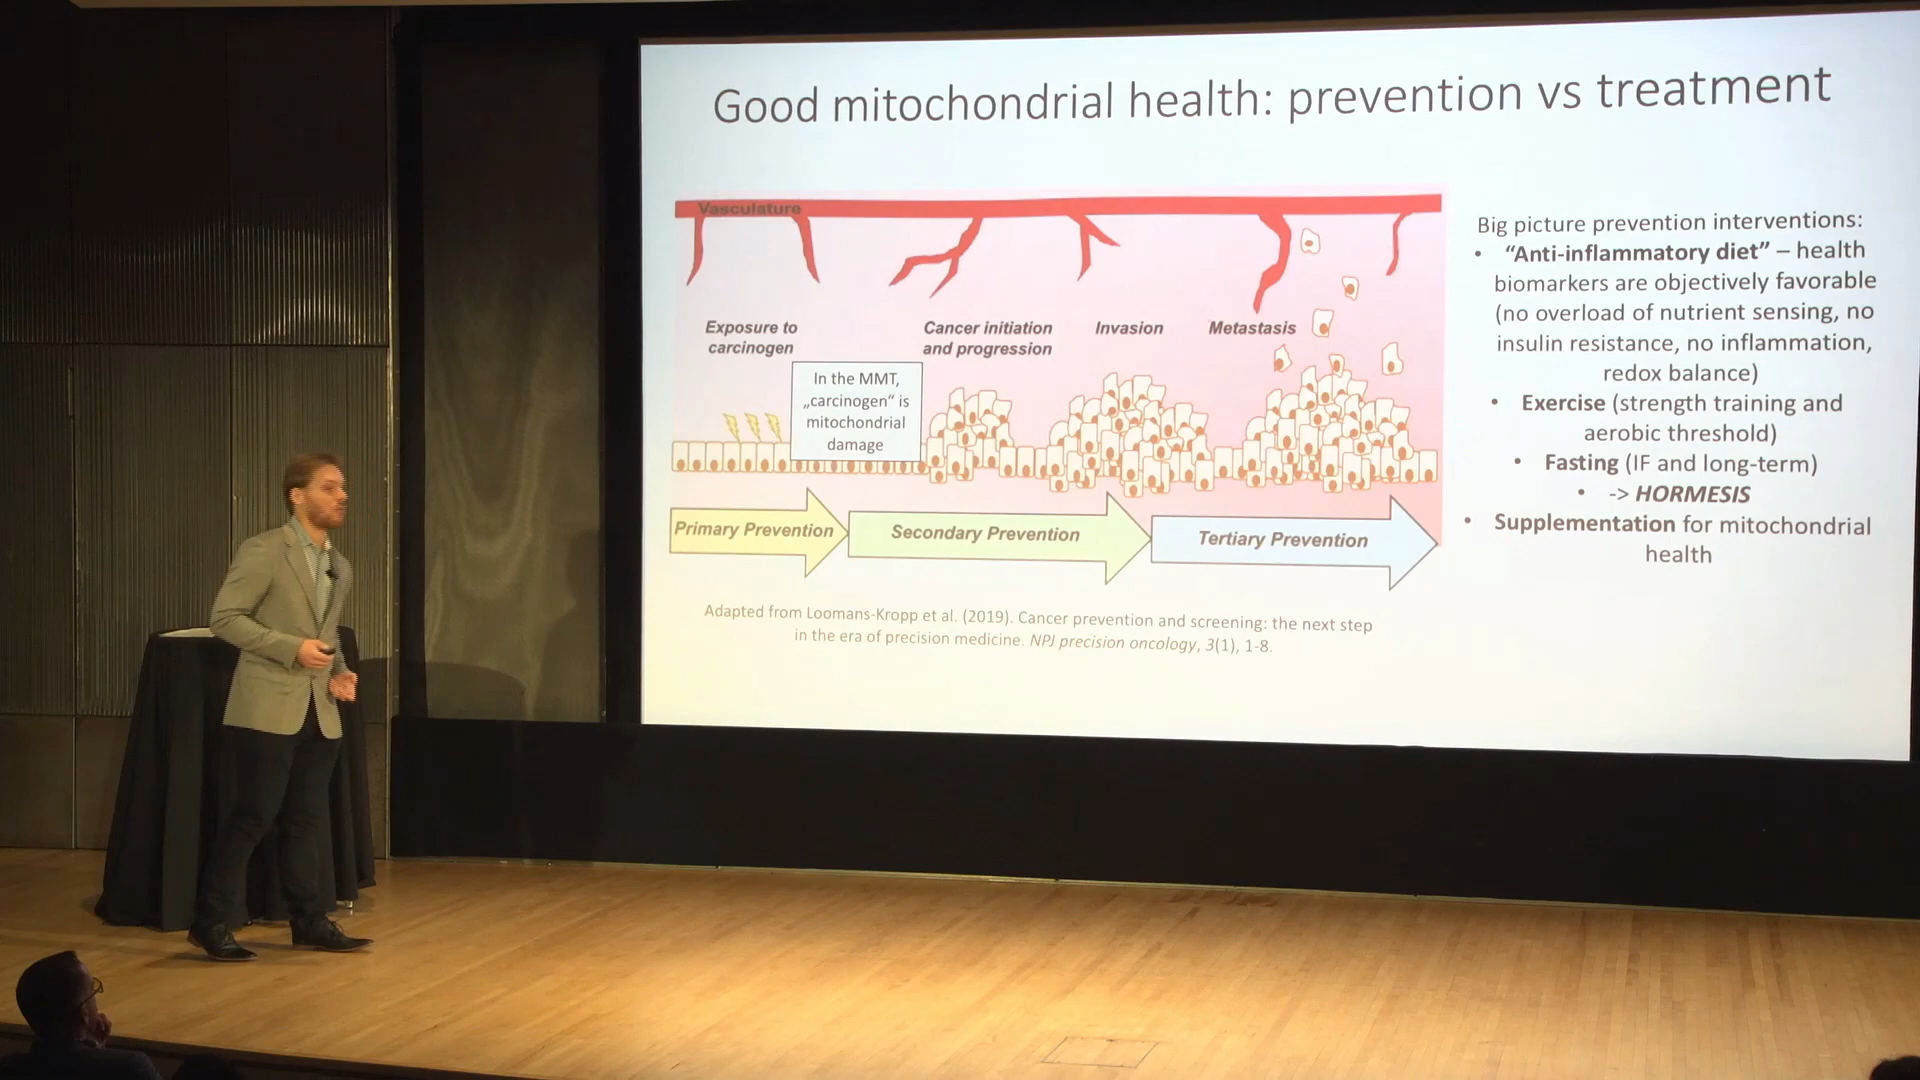 Good mitochondrial health: prevention vs treatment
Vasculature
Exposure to
carcinogen
Cancer initiation
and progression
Invasion
Metastasis
In the MMT,
„carcinogen“ is
mitochondrial
damage
Primary Prevention
Secondary Prevention
Tertiary Prevention
Adapted from Loomans-Kropp et al. (2019). Cancer prevention and screening: the next step
in the era of precision medicine. NPJ precision oncology, 3(1), 1-8.
Big picture prevention interventions:
• “Anti-inflammatory diet” – health
biomarkers are objectively favorable
(no overload of nutrient sensing, no
insulin resistance, no inflammation,
redox balance)
• Exercise (strength training and
aerobic threshold)
• Fasting (IF and long-term)
• -> HORMESIS
• Supplementation for mitochondrial
health